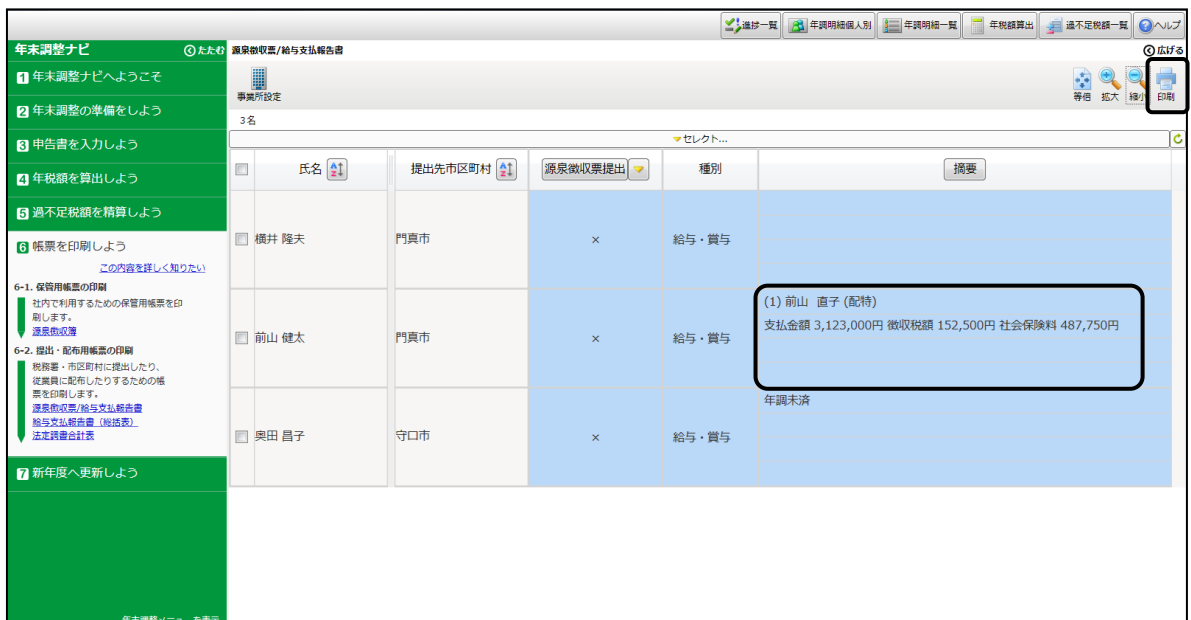 進捗一覧 年調明細個人別 年調明細一覧 年税額算出 過不足税額一覧 ヘルプ
年末調整ナビ たたむ
源泉徴収票/給与支払報告書 広げる
1 年末調整ナビへようこそ
2 年末調整の準備をしよう
3 申告書を入力しよう
4 年税額を算出しよう
5 過不足税額を精算しよう
6 帳票を印刷しよう
この内容を詳しく知りたい
6-1. 保管用帳票の印刷
社内で利用するための保管用帳票を印
刷します。
源泉徴収簿
6-2. 提出・配布用帳票の印刷
税務署・市区町村に提出したり、
従業員に配布したりするための帳
票を印刷します。
源泉徴収票/給与支払報告書
給与支払報告書（総括表）
法定調書合計表
7 新年度へ更新しよう
年末調整メニューを表示
事業所設定
等倍 拡大 縮小 印刷
3名
セレクト...
氏名 提出先市区町村 源泉徴収票提出 種別 摘要
横井 隆夫 門真市 × 給与・賞与
前山 健太 門真市 × 給与・賞与
(1) 前山　直子 (配特)
支払金額 3,123,000円 徴収税額 152,500円 社会保険料 487,750円
奥田 昌子 守口市 × 給与・賞与
年調未済